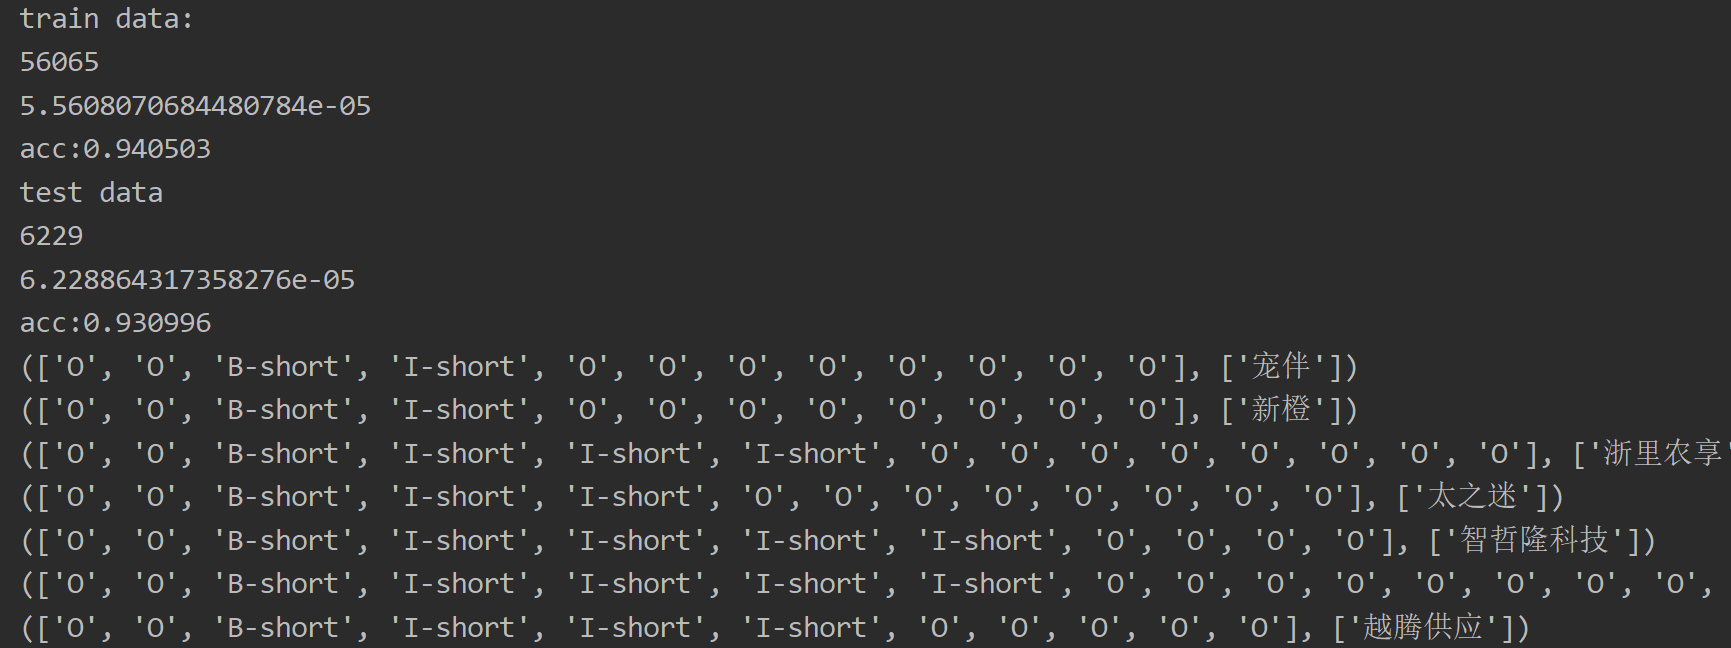 train data:
56065
5.5608070684480784e-05
acc:0.940503
test data
6229
6.228864317358276e-05
acc:0.930996
(['O', 'O', 'B-short', 'I-short', 'O', 'O', 'O', 'O', 'O', 'O', 'O', 'O'], ['宠伴'])
(['O', 'O', 'B-short', 'I-short', 'O', 'O', 'O', 'O', 'O', 'O', 'O', 'O'], ['新橙'])
(['O', 'O', 'B-short', 'I-short', 'I-short', 'I-short', 'O', 'O', 'O', 'O', 'O', 'O', 'O', 'O'], ['浙里农享'
(['O', 'O', 'B-short', 'I-short', 'I-short', 'O', 'O', 'O', 'O', 'O', 'O', 'O', 'O'], ['太之迷'])
(['O', 'O', 'B-short', 'I-short', 'I-short', 'I-short', 'I-short', 'O', 'O', 'O', 'O'], ['智哲隆科技'])
(['O', 'O', 'B-short', 'I-short', 'I-short', 'I-short', 'I-short', 'O', 'O', 'O', 'O', 'O', 'O', 'O', 'O',
(['O', 'O', 'B-short', 'I-short', 'I-short', 'I-short', 'O', 'O', 'O', 'O', 'O'], ['越腾供应'])